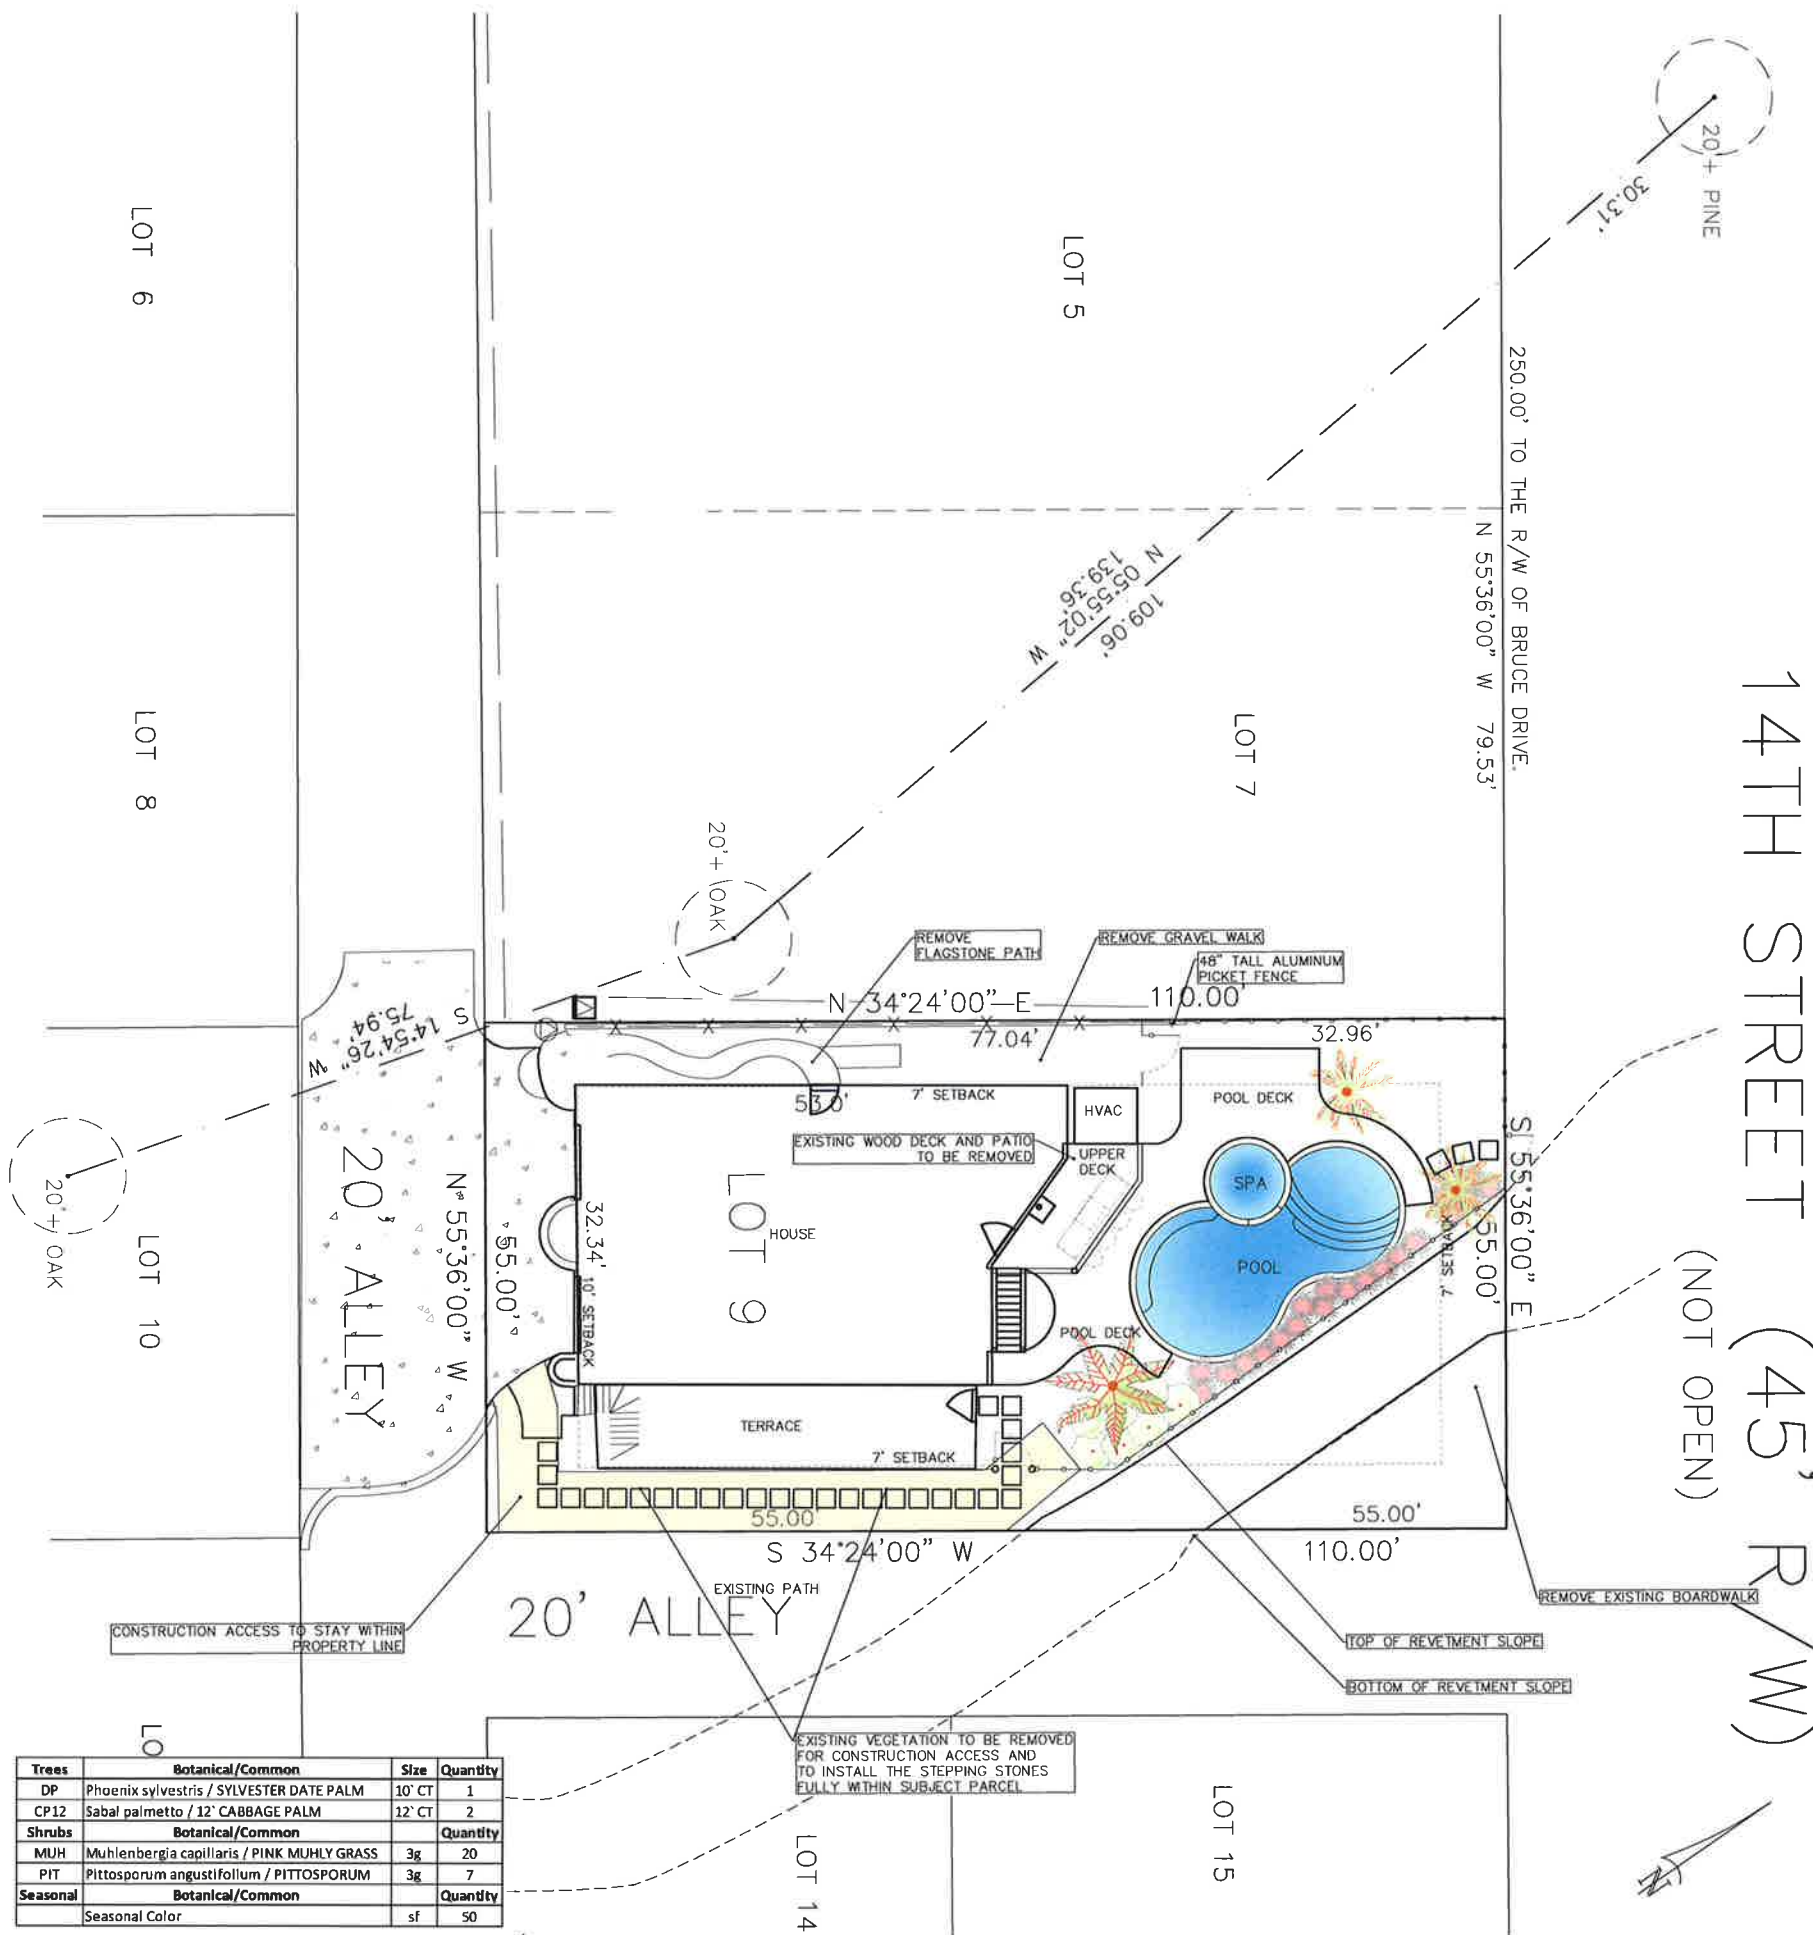 20'+ PINE
30.31'
LOT 6
LOT 5
250.00' TO THE R/W OF BRUCE DRIVE.
N 55°36'00" W 79.53'
14TH STREET (45' R/W)
(NOT OPEN)
N 05°55'02" W
139.36
109.06'
LOT 8
LOT 7
20'+ OAK
REMOVE
FLAGSTONE PATH
REMOVE GRAVEL WALK
48" TALL ALUMINUM
PICKET FENCE
N 34°24'00" E
110.00'
77.04'
32.96'
S 14°54'26" W
75.94'
20'+ OAK
53.0'
7' SETBACK
HVAC
POOL DECK
EXISTING WOOD DECK AND PATIO
TO BE REMOVED
UPPER
DECK
SPA
POOL
POOL DECK
7' SETBACK
S 55°36'00" E
55.00'
LOT 9
HOUSE
32.34'
10' SETBACK
20' ALLEY
N 55°36'00" W
55.00'
LOT 10
TERRACE
7' SETBACK
55.00'
55.00'
S 34°24'00" W
110.00'
EXISTING PATH
20' ALLEY
REMOVE EXISTING BOARDWALK
CONSTRUCTION ACCESS TO STAY WITHIN
PROPERTY LINE
TOP OF REVETMENT SLOPE
BOTTOM OF REVETMENT SLOPE
EXISTING VEGETATION TO BE REMOVED
FOR CONSTRUCTION ACCESS AND
TO INSTALL THE STEPPING STONES
FULLY WITHIN SUBJECT PARCEL
LO
LOT 14
LOT 15
N
Trees Botanical/Common Size Quantity
DP Phoenix sylvestris / SYLVESTER DATE PALM 10' CT 1
CP12 Sabal palmetto / 12' CABBAGE PALM 12' CT 2
Shrubs Botanical/Common Quantity
MUH Muhlenbergia capillaris / PINK MUHLY GRASS 3g 20
PIT Pittosporum angustifolium / PITTOSPORUM 3g 7
Seasonal Botanical/Common Quantity
Seasonal Color sf 50